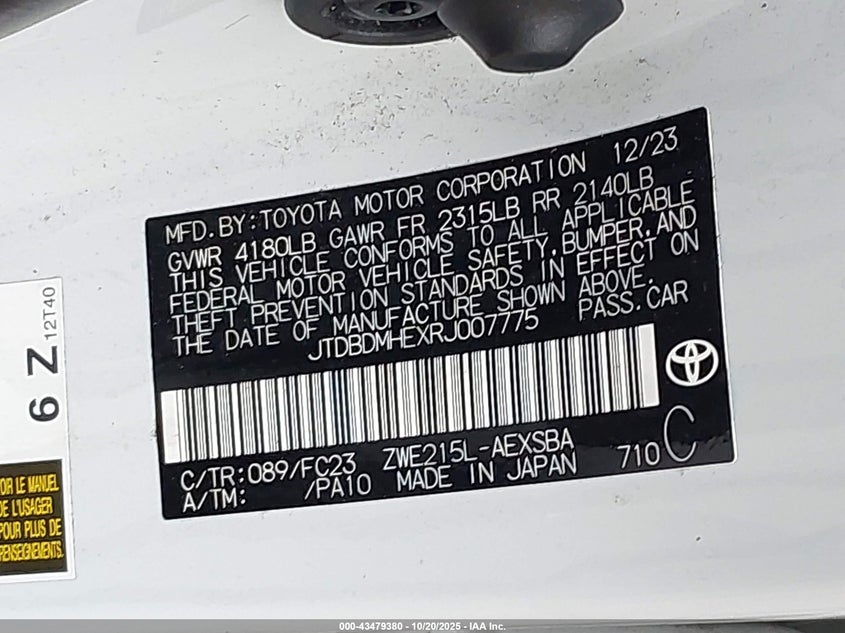 MFD. BY: TOYOTA MOTOR CORPORATION 12/23
GVWR 4180LB GAWR FR 2315LB RR 2140LB
THIS VEHICLE CONFORMS TO ALL APPLICABLE
FEDERAL MOTOR VEHICLE SAFETY, BUMPER, AND
THEFT PREVENTION STANDARDS IN EFFECT ON
THE DATE OF MANUFACTURE SHOWN ABOVE.
JTDBDMHEXRJ007775 PASS. CAR
C/TR: 089/FC23 ZWE215L-AEXSBA
A/TM: /PA10 MADE IN JAPAN 710 C
6 Z 12T40
OIR LE MANUEL
DE L'USAGER
POUR PLUS DE
RENSEIGNEMENTS.
000-43479380 - 10/20/2025 - IAA Inc.